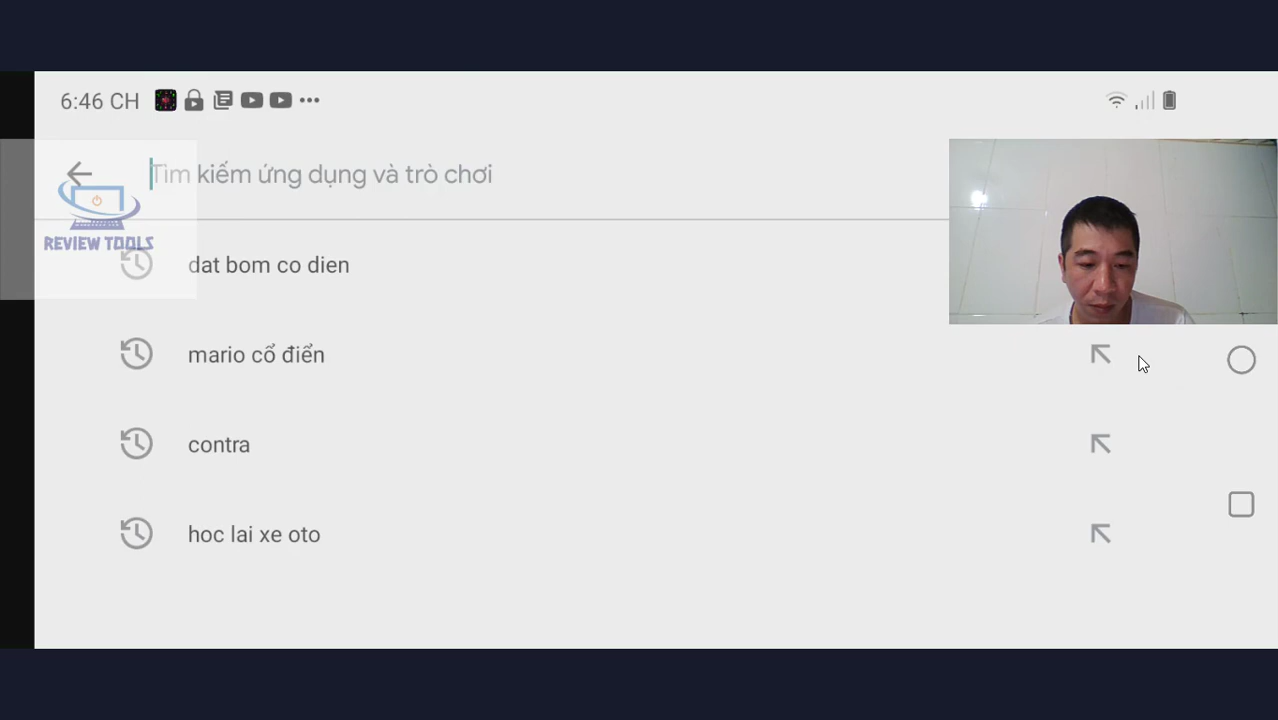 6:46 CH
Tìm kiếm ứng dụng và trò chơi
REVIEW TOOLS
dat bom co dien
mario cổ điển
contra
hoc lai xe oto